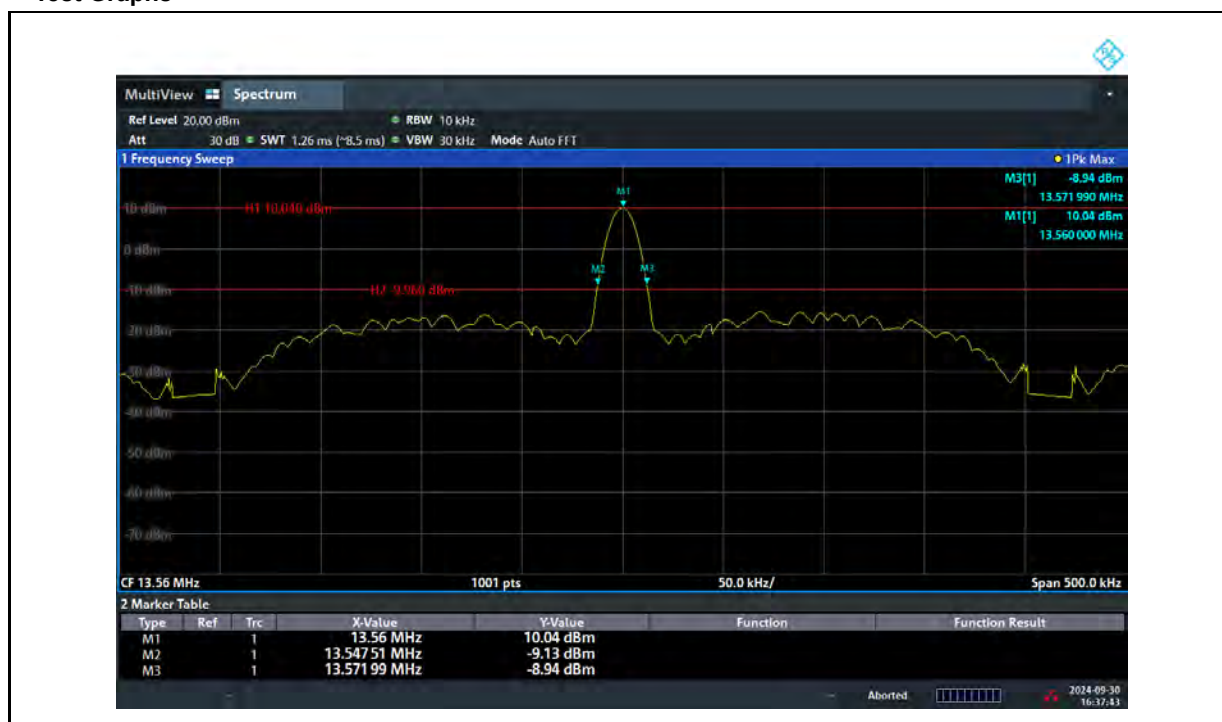 MultiView Spectrum
Ref Level 20.00 dBm RBW 10 kHz
Att 30 dB SWT 1.26 ms (~8.5 ms) VBW 30 kHz Mode Auto FFT
1 Frequency Sweep 1Pk Max
M3[1] -8.94 dBm
13.571 990 MHz
M1[1] 10.04 dBm
13.560 000 MHz
M1
10 dBm H1 10.040 dBm
0 dBm
M2 M3
-10 dBm H2 -9.960 dBm
-20 dBm
-30 dBm
-40 dBm
-50 dBm
-60 dBm
-70 dBm
CF 13.56 MHz 1001 pts 50.0 kHz/ Span 500.0 kHz
2 Marker Table
Type Ref Trc X-Value Y-Value Function Function Result
M1 1 13.56 MHz 10.04 dBm
M2 1 13.54751 MHz -9.13 dBm
M3 1 13.57199 MHz -8.94 dBm
Aborted 2024-09-30
16:37:43